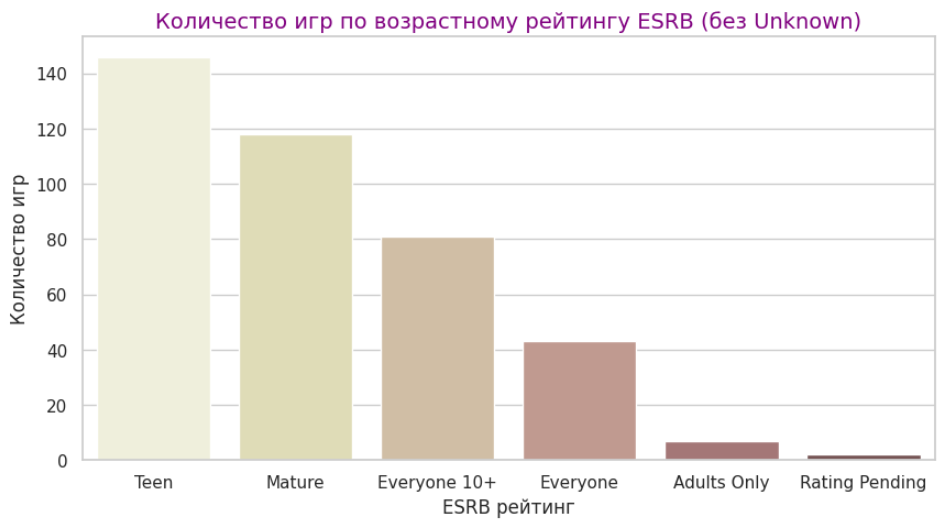 Количество игр по возрастному рейтингу ESRB (без Unknown)
Количество игр
140
120
100
80
60
40
20
0
Teen Mature Everyone 10+ Everyone Adults Only Rating Pending
ESRB рейтинг